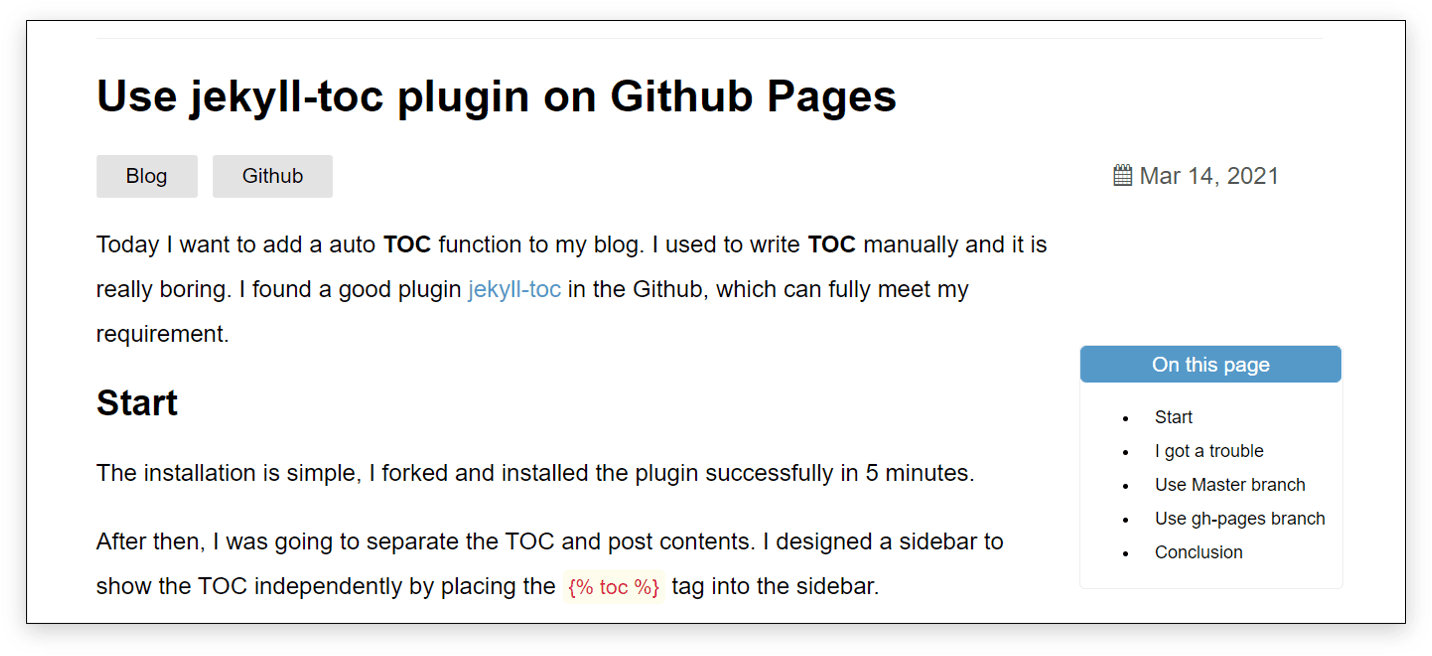 Use jekyll-toc plugin on Github Pages
Blog Github Mar 14, 2021
Today I want to add a auto TOC function to my blog. I used to write TOC manually and it is
really boring. I found a good plugin jekyll-toc in the Github, which can fully meet my
requirement.
Start
The installation is simple, I forked and installed the plugin successfully in 5 minutes.
After then, I was going to separate the TOC and post contents. I designed a sidebar to
show the TOC independently by placing the {% toc %} tag into the sidebar.
On this page
• Start
• I got a trouble
• Use Master branch
• Use gh-pages branch
• Conclusion